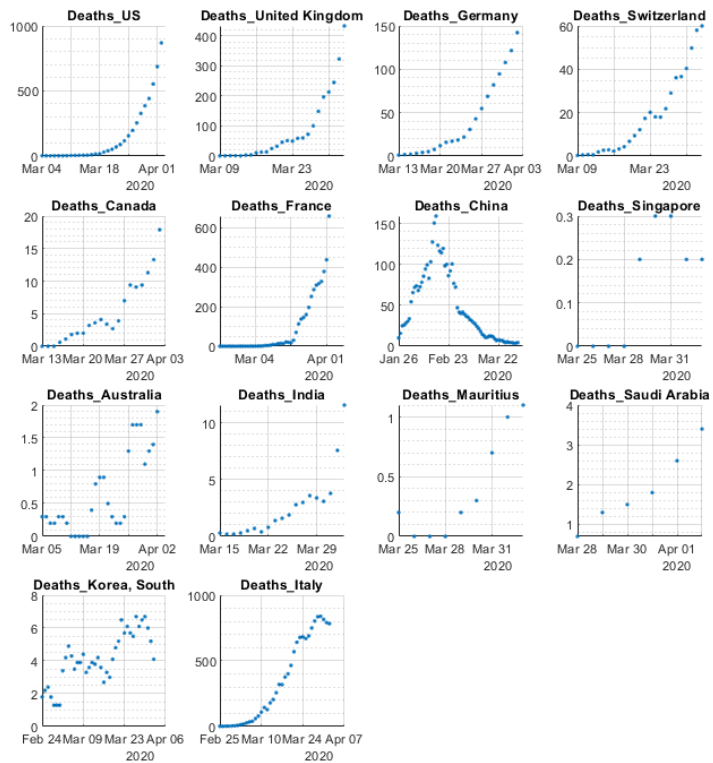 Deaths_US
1000
500
0
Mar 04 Mar 18 Apr 01
2020
Deaths_United Kingdom
400
300
200
100
0
Mar 09 Mar 23
2020
Deaths_Germany
150
100
50
0
Mar 13 Mar 20 Mar 27 Apr 03
2020
Deaths_Switzerland
60
40
20
0
Mar 09 Mar 23
2020
Deaths_Canada
20
15
10
5
0
Mar 13 Mar 20 Mar 27 Apr 03
2020
Deaths_France
600
400
200
0
Mar 04 Apr 01
2020
Deaths_China
150
100
50
0
Jan 26 Feb 23 Mar 22
2020
Deaths_Singapore
0.3
0.2
0.1
0
Mar 25 Mar 28 Mar 31
2020
Deaths_Australia
2
1.5
1
0.5
0
Mar 05 Mar 19 Apr 02
2020
Deaths_India
10
5
0
Mar 15 Mar 22 Mar 29
2020
Deaths_Mauritius
1
0.5
0
Mar 25 Mar 28 Mar 31
2020
Deaths_Saudi Arabia
4
3
2
1
Mar 28 Mar 30 Apr 01
2020
Deaths_Korea, South
8
6
4
2
0
Feb 24 Mar 09 Mar 23 Apr 06
2020
Deaths_Italy
1000
500
0
Feb 25 Mar 10 Mar 24 Apr 07
2020